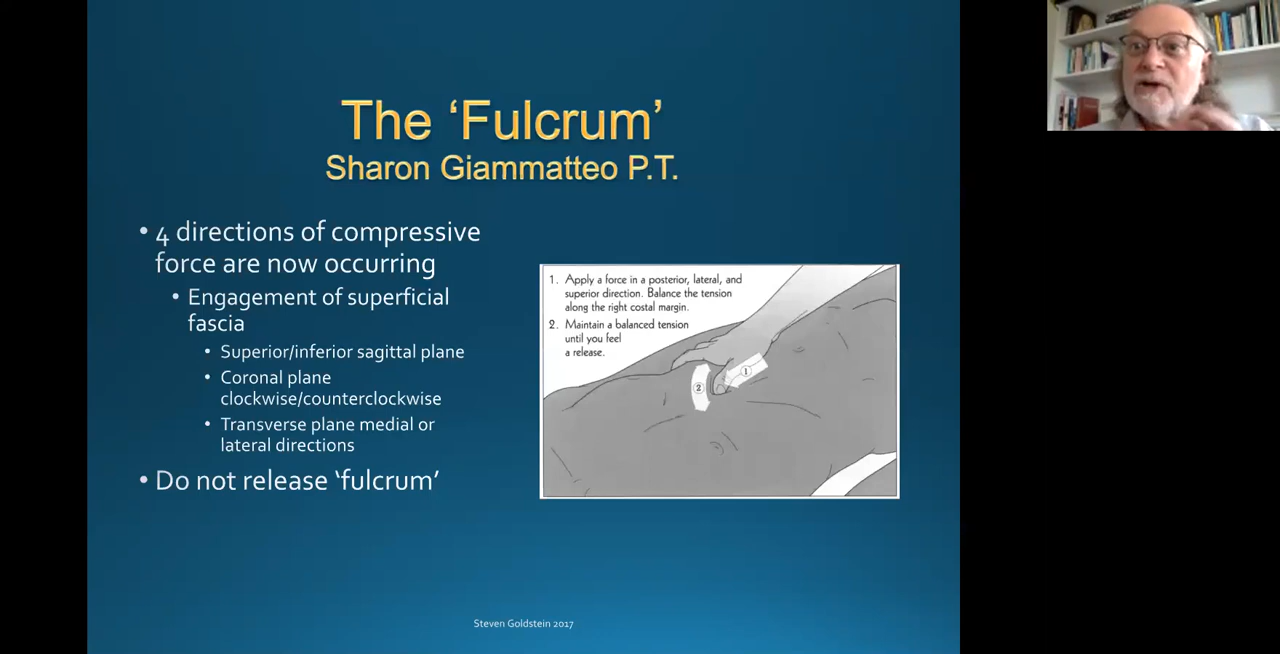 The ‘Fulcrum’
Sharon Giammatteo P.T.
• 4 directions of compressive
force are now occurring
• Engagement of superficial
fascia
• Superior/inferior sagittal plane
• Coronal plane
clockwise/counterclockwise
• Transverse plane medial or
lateral directions
• Do not release ‘fulcrum’
1. Apply a force in a posterior, lateral, and
superior direction. Balance the tension
along the right costal margin.
2. Maintain a balanced tension
until you feel
a release.
1
2
Steven Goldstein 2017